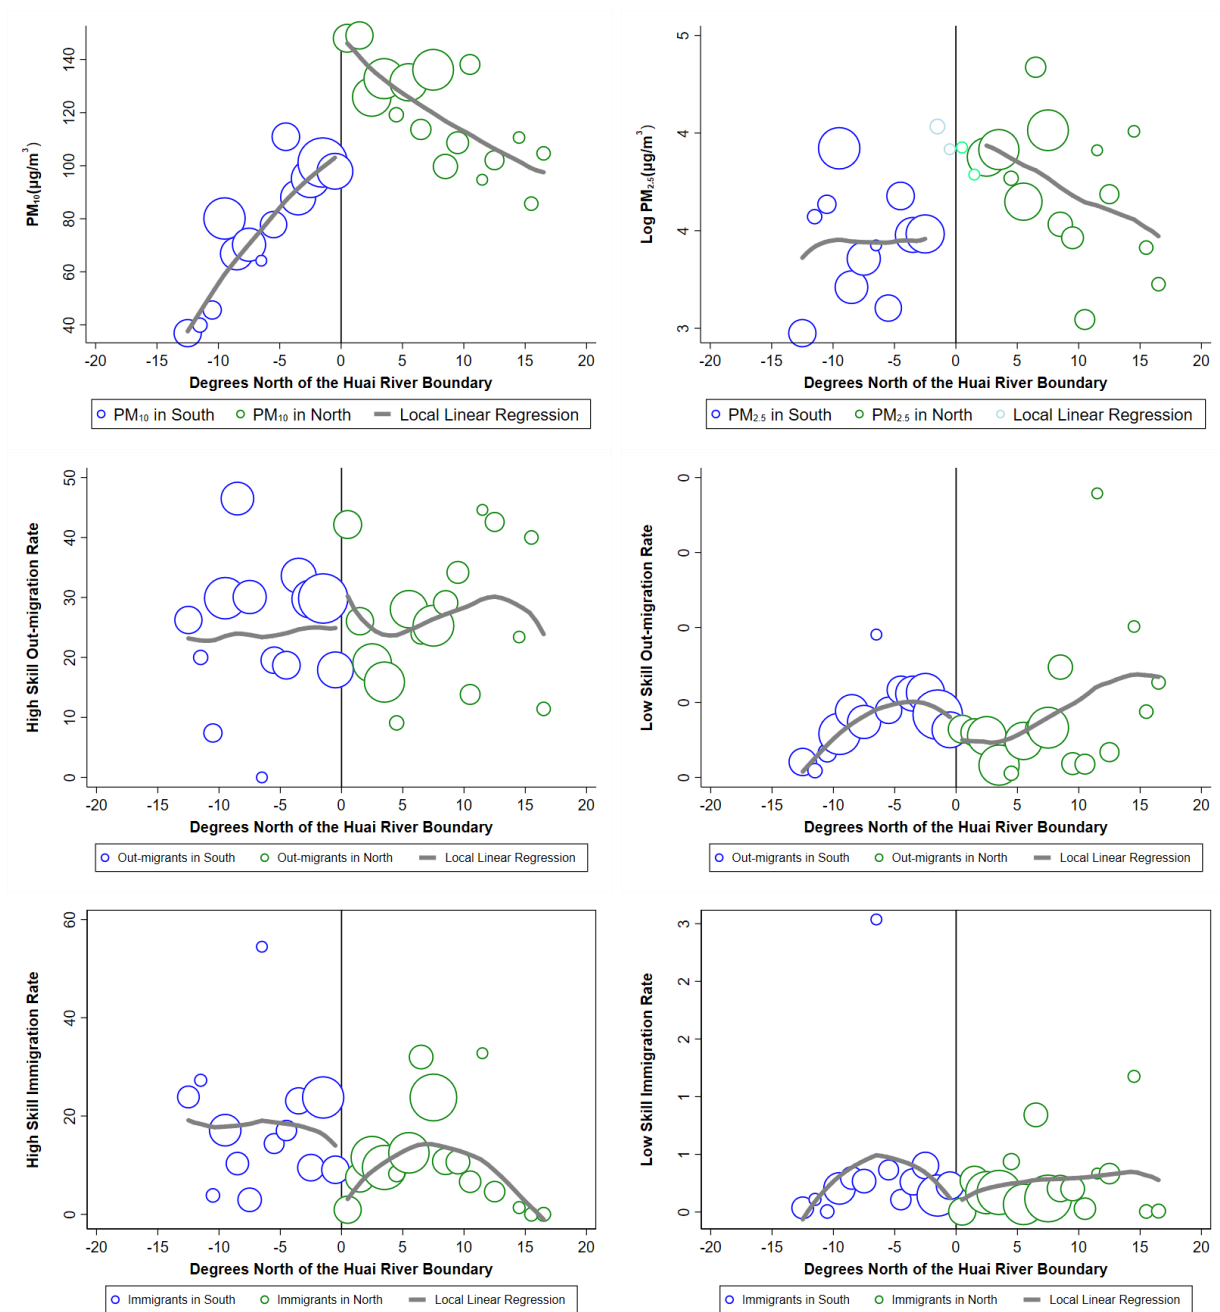 PM₁₀(µg/m³)
140
120
100
80
60
40
-20 -15 -10 -5 0 5 10 15 20
Degrees North of the Huai River Boundary
PM₁₀ in South PM₁₀ in North Local Linear Regression
Log PM₂.₅(µg/m³)
5
4
4
3
-20 -15 -10 -5 0 5 10 15 20
Degrees North of the Huai River Boundary
PM₂.₅ in South PM₂.₅ in North Local Linear Regression
High Skill Out-migration Rate
50
40
30
20
10
0
-20 -15 -10 -5 0 5 10 15 20
Degrees North of the Huai River Boundary
Out-migrants in South Out-migrants in North Local Linear Regression
Low Skill Out-migration Rate
0
0
0
0
0
-20 -15 -10 -5 0 5 10 15 20
Degrees North of the Huai River Boundary
Out-migrants in South Out-migrants in North Local Linear Regression
High Skill Immigration Rate
60
40
20
0
-20 -15 -10 -5 0 5 10 15 20
Degrees North of the Huai River Boundary
Immigrants in South Immigrants in North Local Linear Regression
Low Skill Immigration Rate
3
2
2
1
1
0
-20 -15 -10 -5 0 5 10 15 20
Degrees North of the Huai River Boundary
Immigrants in South Immigrants in North Local Linear Regression